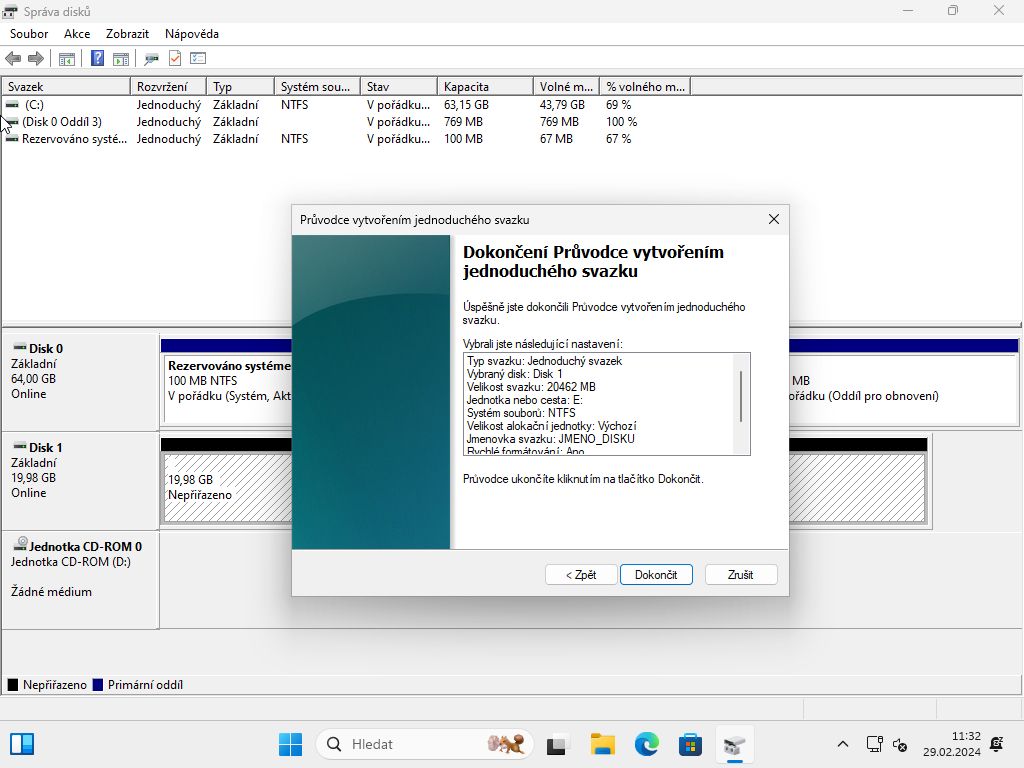 Správa disků
Soubor Akce Zobrazit Nápověda
Svazek Rozvržení Typ Systém sou... Stav Kapacita Volné m... % volného m...
(C:) Jednoduchý Základní NTFS V pořádku... 63,15 GB 43,79 GB 69 %
(Disk 0 Oddíl 3) Jednoduchý Základní V pořádku... 769 MB 769 MB 100 %
Rezervováno systé... Jednoduchý Základní NTFS V pořádku... 100 MB 67 MB 67 %
Průvodce vytvořením jednoduchého svazku
Dokončení Průvodce vytvořením
jednoduchého svazku
Úspěšně jste dokončili Průvodce vytvořením jednoduchého
svazku.
Vybrali jste následující nastavení:
Typ svazku: Jednoduchý svazek
Vybraný disk: Disk 1
Velikost svazku: 20462 MB
Jednotka nebo cesta: E:
Systém souborů: NTFS
Velikost alokační jednotky: Výchozí
Jmenovka svazku: JMENO_DISKU
Rychlé formátování: Ano
Průvodce ukončíte kliknutím na tlačítko Dokončit.
< Zpět Dokončit Zrušit
Disk 0
Základní
64,00 GB
Online
Rezervováno systéme
100 MB NTFS
V pořádku (Systém, Akt
MB
ořádku (Oddíl pro obnovení)
Disk 1
Základní
19,98 GB
Online
19,98 GB
Nepřiřazeno
Jednotka CD-ROM 0
Jednotka CD-ROM (D:)
Žádné médium
Nepřiřazeno Primární oddíl
Hledat
11:32
29.02.2024